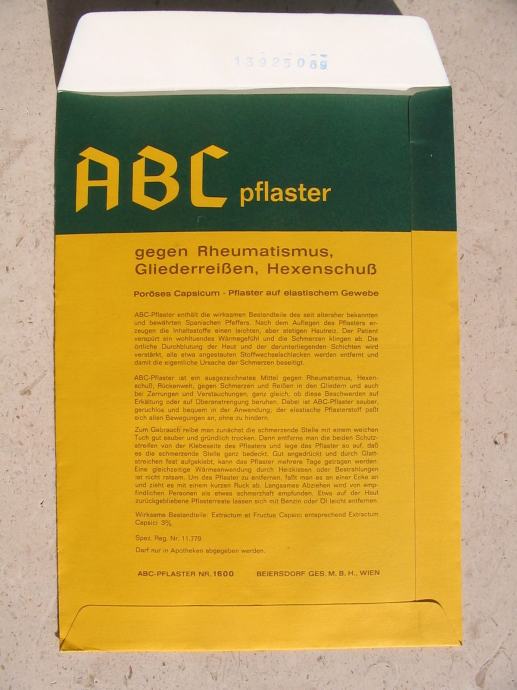 13925089
ABC pflaster
gegen Rheumatismus,
Gliederreißen, Hexenschuß
Poröses Capsicum - Pflaster auf elastischem Gewebe
ABC-Pflaster enthält die wirksamen Bestandteile des seit altersher bekannten
und bewährten Spanischen Pfeffers. Nach dem Auflegen des Pflasters er-
zeugen die Inhaltsstoffe einen leichten, aber stetigen Hautreiz. Der Patient
verspürt ein wohltuendes Wärmegefühl und die Schmerzen klingen ab. Die
örtliche Durchblutung der Haut und der darunterliegenden Schichten wird
verstärkt, alle etwa angestauten Stoffwechselschlacken werden entfernt und
damit die eigentliche Ursache der Schmerzen beseitigt.
ABC-Pflaster ist ein ausgezeichnetes Mittel gegen Rheumatismus, Hexen-
schuß, Rückenweh, gegen Schmerzen und Reißen in den Gliedern und auch
bei Zerrungen und Verstauchungen, ganz gleich, ob diese Beschwerden auf
Erkältung oder auf Überanstrengung beruhen. Dabei ist ABC-Pflaster sauber,
geruchlos und bequem in der Anwendung; der elastische Pflasterstoff paßt
sich allen Bewegungen an, ohne zu hindern.
Zum Gebrauch reibe man zunächst die schmerzende Stelle mit einem weichen
Tuch gut sauber und gründlich trocken. Dann entferne man die beiden Schutz-
streifen von der Klebeseite des Pflasters und lege das Pflaster so auf, daß
es die schmerzende Stelle ganz bedeckt. Gut angedrückt und durch Glatt-
streichen fest aufgeklebt, kann das Pflaster mehrere Tage getragen werden.
Eine gleichzeitige Wärmeanwendung durch Heizkissen oder Bestrahlungen
ist nicht ratsam. Um das Pflaster zu entfernen, faßt man es an einer Ecke an
und zieht es mit einem kurzen Ruck ab. Langsames Abziehen wird von emp-
findlichen Personen als etwas schmerzhaft empfunden. Etwa auf der Haut
zurückgebliebene Pflasterreste lassen sich mit Benzin oder Öl leicht entfernen.
Wirksame Bestandteile: Extractum et Fructus Capsici entsprechend Extractum
Capsici 3%
Spez. Reg. Nr. 11.779
Darf nur in Apotheken abgegeben werden.
ABC-PFLASTER NR. 1600 BEIERSDORF GES. M. B. H., WIEN